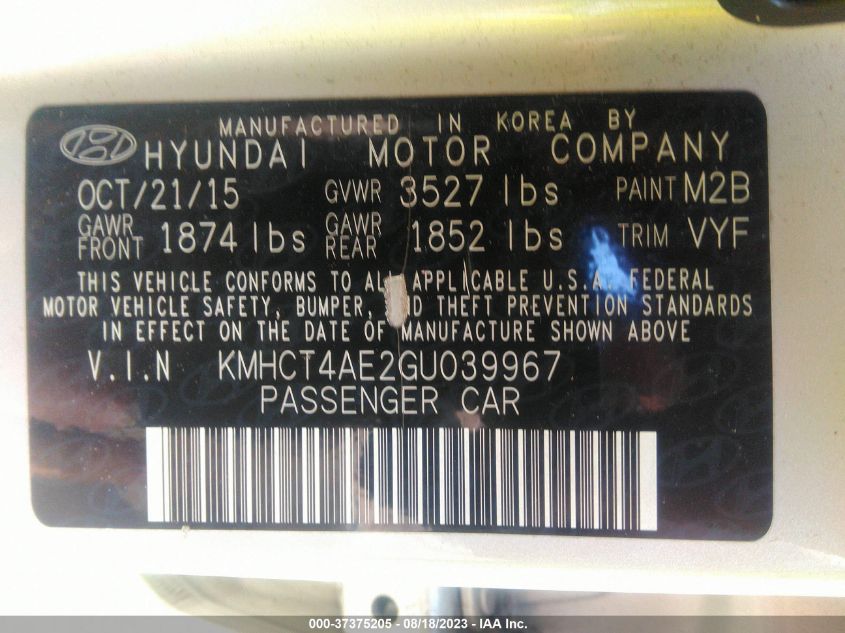 MANUFACTURED IN KOREA BY
HYUNDAI MOTOR COMPANY
OCT/21/15 GVWR 3527 lbs PAINT M2B
GAWR FRONT 1874 lbs GAWR REAR 1852 lbs TRIM VYF
THIS VEHICLE CONFORMS TO ALL APPLICABLE U.S.A. FEDERAL
MOTOR VEHICLE SAFETY, BUMPER, AND THEFT PREVENTION STANDARDS
IN EFFECT ON THE DATE OF MANUFACTURE SHOWN ABOVE
V.I.N KMHCT4AE2GU039967
PASSENGER CAR
000-37375205 - 08/18/2023 - IAA Inc.